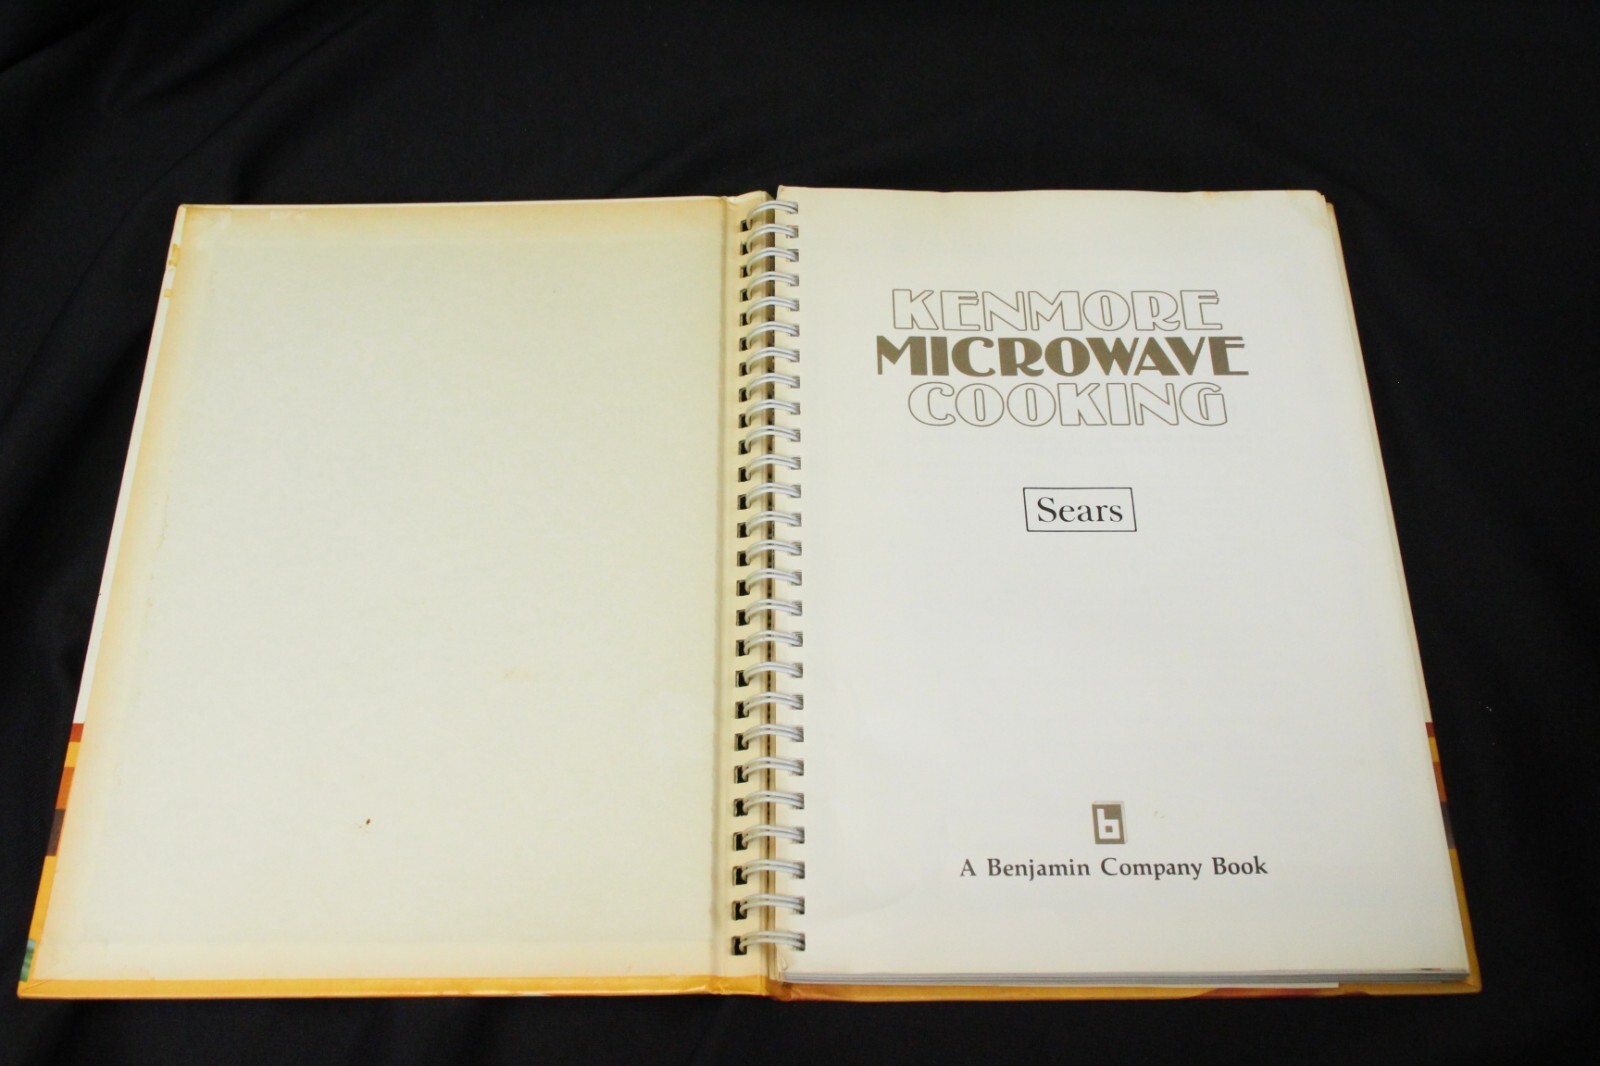 KENMORE
MICROWAVE
COOKING
Sears
b
A Benjamin Company Book